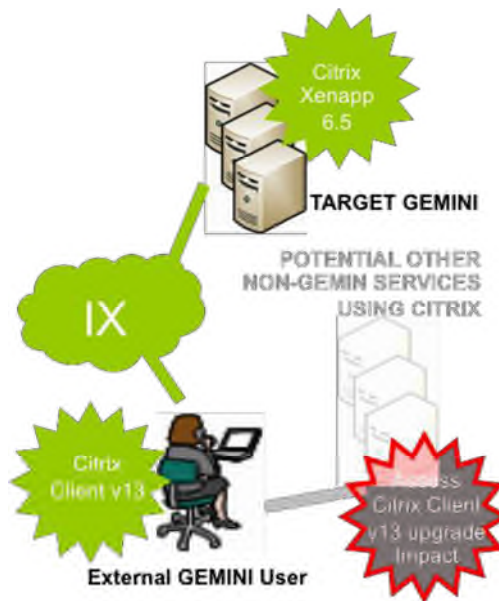 Citrix
Xenapp
6.5
TARGET GEMINI
POTENTIAL OTHER
NON-GEMIN SERVICES
USING CITRIX
IX
Citrix
Client v13
External GEMINI User
Citrix Client
v13 upgrade
Impact